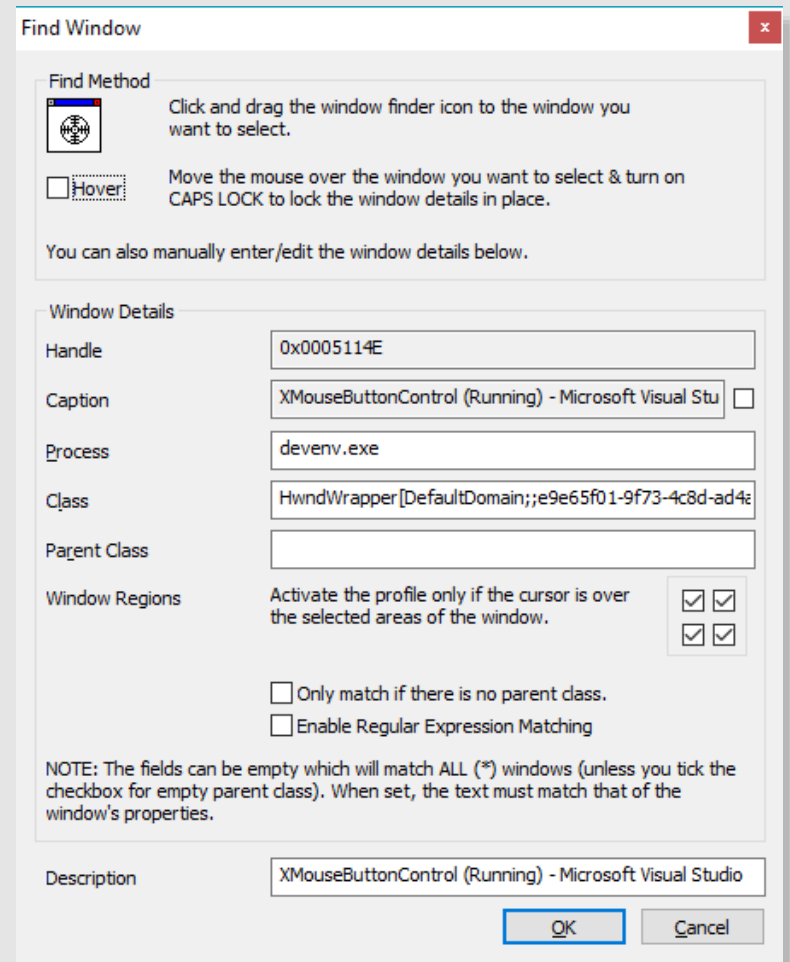 Find Window
x
Find Method
Click and drag the window finder icon to the window you
want to select.
Hover
Move the mouse over the window you want to select & turn on
CAPS LOCK to lock the window details in place.
You can also manually enter/edit the window details below.
Window Details
Handle
0x0005114E
Caption
XMouseButtonControl (Running) - Microsoft Visual Stu
Process
devenv.exe
Class
HwndWrapper[DefaultDomain;;e9e65f01-9f73-4c8d-ad4a
Parent Class
Window Regions
Activate the profile only if the cursor is over
the selected areas of the window.
Only match if there is no parent class.
Enable Regular Expression Matching
NOTE: The fields can be empty which will match ALL (*) windows (unless you tick the
checkbox for empty parent class). When set, the text must match that of the
window's properties.
Description
XMouseButtonControl (Running) - Microsoft Visual Studio
OK
Cancel